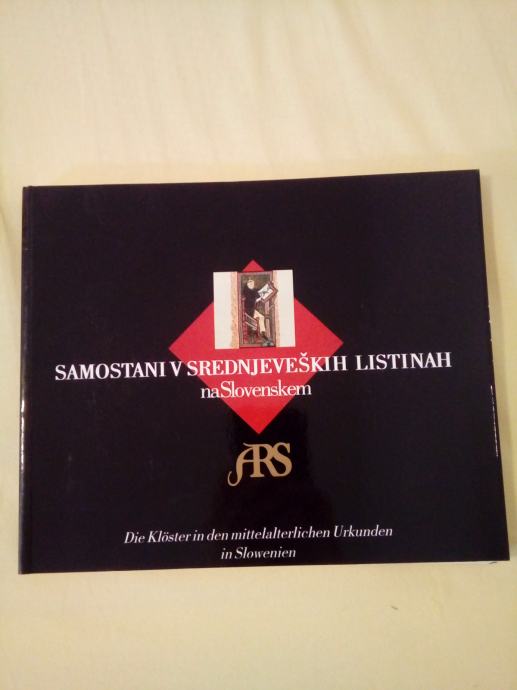 SAMOSTANI V SREDNJEVEŠKIH LISTINAH
na Slovenskem
ARS
Die Klöster in den mittelalterlichen Urkunden
in Slowenien